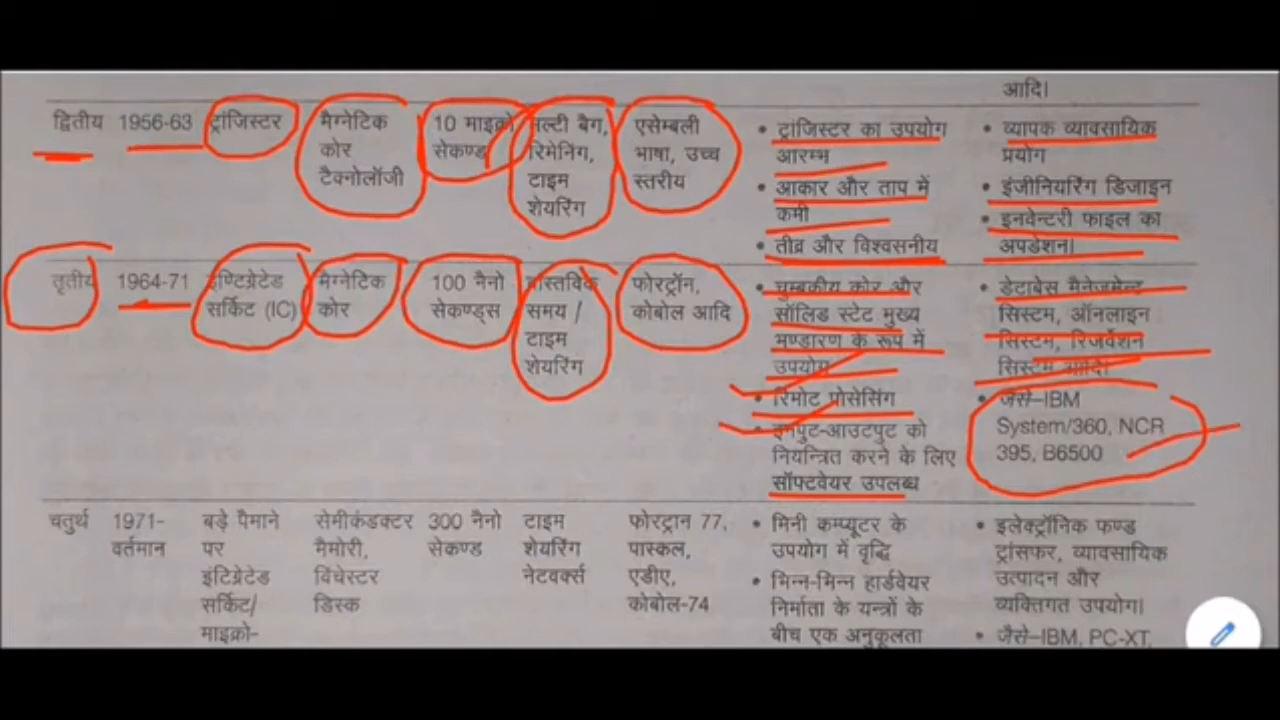 आदि।
द्वितीय 1956-63 ट्रांजिस्टर मैग्नेटिक कोर टैक्नोलॉजी 10 माइक्रो सेकण्ड मल्टी बैग, रिमेनिंग, टाइम शेयरिंग एसेम्बली भाषा, उच्च स्तरीय
• ट्रांजिस्टर का उपयोग
आरम्भ
• आकार और ताप में
कमी
• तीव्र और विश्वसनीय
• व्यापक व्यावसायिक
प्रयोग
• इंजीनियरिंग डिजाइन
• इनवेन्टरी फाइल का
अपडेशन।
तृतीय 1964-71 इण्टिग्रेटेड सर्किट (IC) मैग्नेटिक कोर 100 नैनो सेकण्ड्स वास्तविक समय / टाइम शेयरिंग फोरट्रॉन, कोबोल आदि
• चुम्बकीय कोर और
सॉलिड स्टेट मुख्य
भण्डारण के रूप में
उपयोग
• रिमोट प्रोसेसिंग
• इनपुट-आउटपुट को
नियन्त्रित करने के लिए
सॉफ्टवेयर उपलब्ध
• डेटाबेस मैनेजमेन्ट
सिस्टम, ऑनलाइन
सिस्टम, रिजर्वेशन
सिस्टम आदि।
• जैसे–IBM
System/360, NCR
395, B6500
चतुर्थ 1971-वर्तमान बड़े पैमाने पर इंटिग्रेटेड सर्किट/माइक्रो- सेमीकंडक्टर मैमोरी, विंचेस्टर डिस्क 300 नैनो सेकण्ड टाइम शेयरिंग नेटवर्क्स फोरट्रान 77, पास्कल, एडीए, कोबोल-74
• मिनी कम्प्यूटर के
उपयोग में वृद्धि
• भिन्न-भिन्न हार्डवेयर
निर्माता के यन्त्रों के
बीच एक अनुकूलता
• इलेक्ट्रॉनिक फण्ड
ट्रांसफर, व्यावसायिक
उत्पादन और
व्यक्तिगत उपयोग।
• जैसे–IBM, PC-XT,